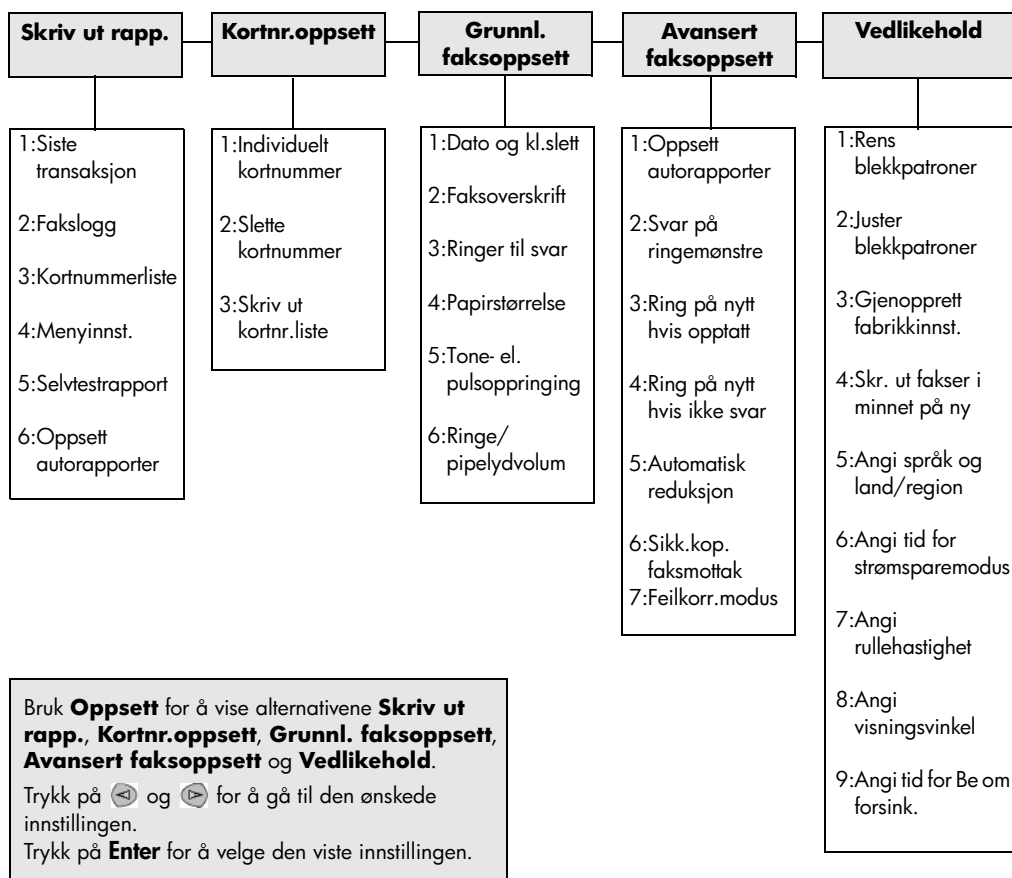 Skriv ut rapp.
Kortnr.oppsett
Grunnl.
faksoppsett
Avansert
faksoppsett
Vedlikehold
1:Siste
transaksjon
2:Fakslogg
3:Kortnummerliste
4:Menyinnst.
5:Selvtestrapport
6:Oppsett
autorapporter
1:Individuelt
kortnummer
2:Slette
kortnummer
3:Skriv ut
kortnr.liste
1:Dato og kl.slett
2:Faksoverskrift
3:Ringer til svar
4:Papirstørrelse
5:Tone- el.
pulsoppringing
6:Ringe/
pipelydvolum
1:Oppsett
autorapporter
2:Svar på
ringemønstre
3:Ring på nytt
hvis opptatt
4:Ring på nytt
hvis ikke svar
5:Automatisk
reduksjon
6:Sikk.kop.
faksmottak
7:Feilkorr.modus
1:Rens
blekkpatroner
2:Juster
blekkpatroner
3:Gjenopprett
fabrikkinnst.
4:Skr. ut fakser i
minnet på ny
5:Angi språk og
land/region
6:Angi tid for
strømsparemodus
7:Angi
rullehastighet
8:Angi
visningsvinkel
9:Angi tid for Be om
forsink.
Bruk Oppsett for å vise alternativene Skriv ut
rapp., Kortnr.oppsett, Grunnl. faksoppsett,
Avansert faksoppsett og Vedlikehold.
Trykk på og for å gå til den ønskede
innstillingen.
Trykk på Enter for å velge den viste innstillingen.